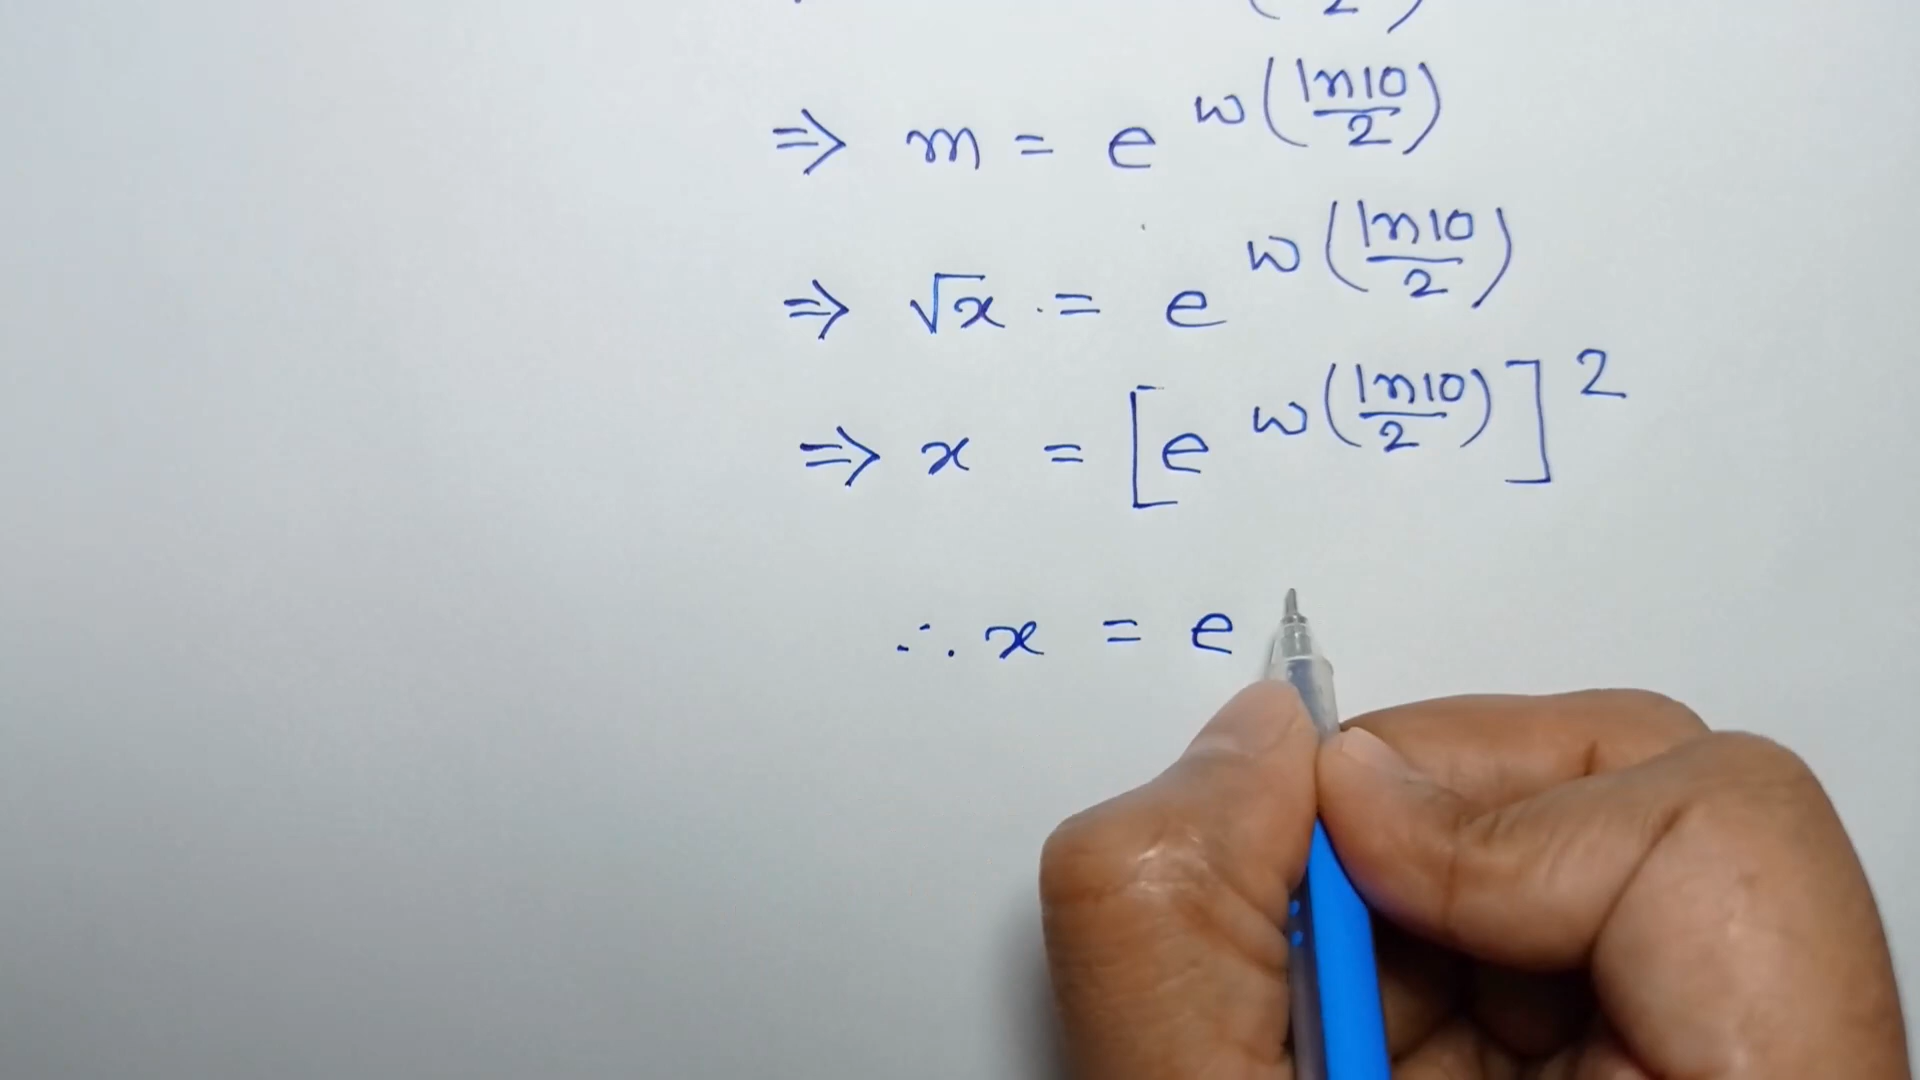 ⇒ m = e^{w(ln10/2)}
⇒ √x = e^{w(ln10/2)}
⇒ x = [e^{w(ln10/2)}]^2
∴ x = e